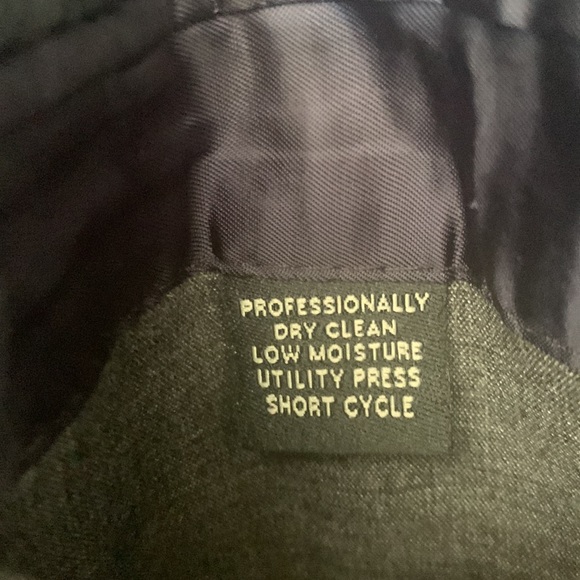 PROFESSIONALLY
DRY CLEAN
LOW MOISTURE
UTILITY PRESS
SHORT CYCLE